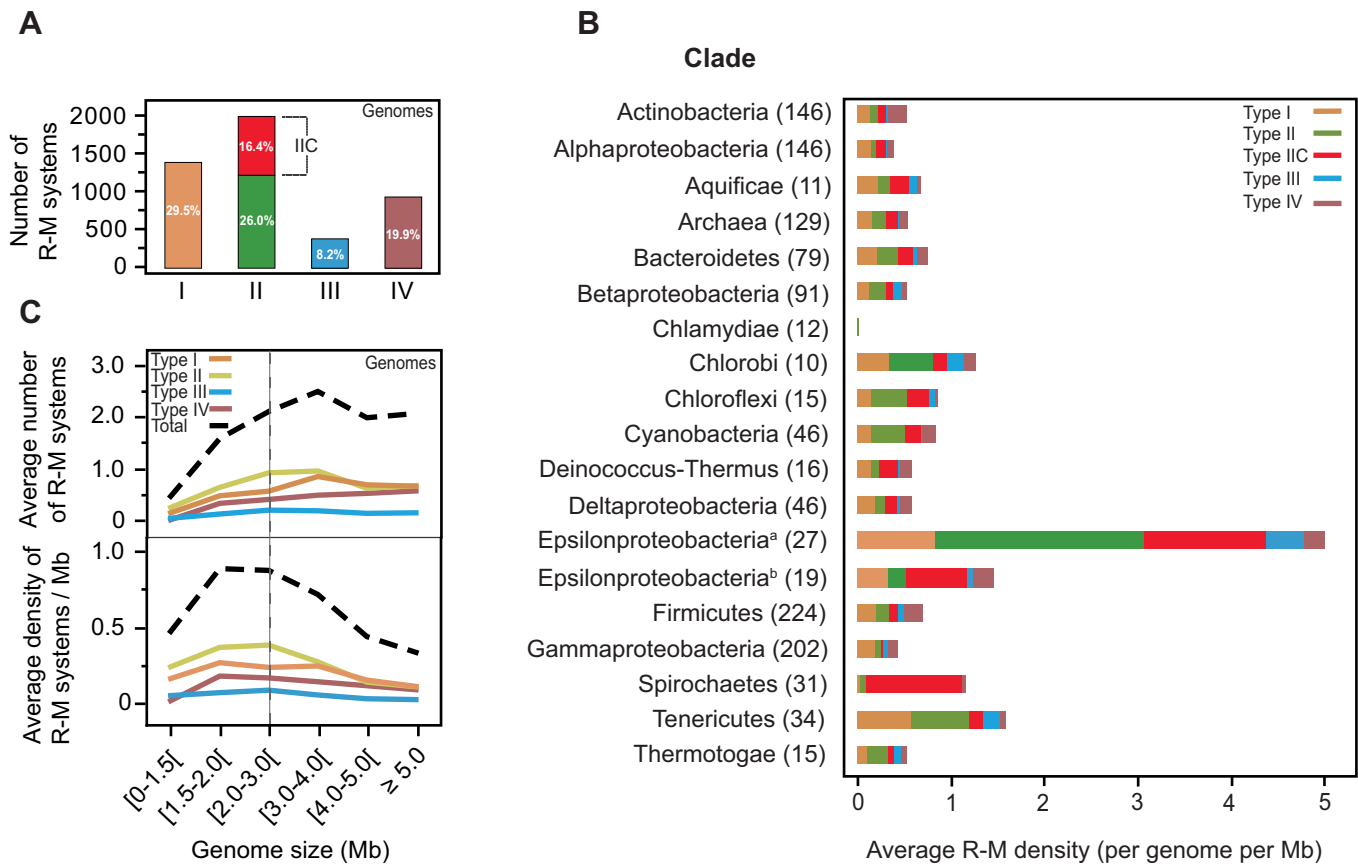 A
Number of
R-M systems
2000
1500
1000
500
0
Genomes
29.5%
16.4%
26.0%
IIC
8.2%
19.9%
I
II
III
IV
C
Average number
of R-M systems
3.0
2.0
1.0
0
Type I
Type II
Type III
Type IV
Total
Genomes
Average density of
R-M systems / Mb
1.0
0.5
0
[0-1.5[
[1.5-2.0[
[2.0-3.0[
[3.0-4.0[
[4.0-5.0[
≥ 5.0
Genome size (Mb)
B
Clade
Actinobacteria (146)
Alphaproteobacteria (146)
Aquificae (11)
Archaea (129)
Bacteroidetes (79)
Betaproteobacteria (91)
Chlamydiae (12)
Chlorobi (10)
Chloroflexi (15)
Cyanobacteria (46)
Deinococcus-Thermus (16)
Deltaproteobacteria (46)
Epsilonproteobacteriaᵃ (27)
Epsilonproteobacteriaᵇ (19)
Firmicutes (224)
Gammaproteobacteria (202)
Spirochaetes (31)
Tenericutes (34)
Thermotogae (15)
Type I
Type II
Type IIC
Type III
Type IV
0 1 2 3 4 5
Average R-M density (per genome per Mb)